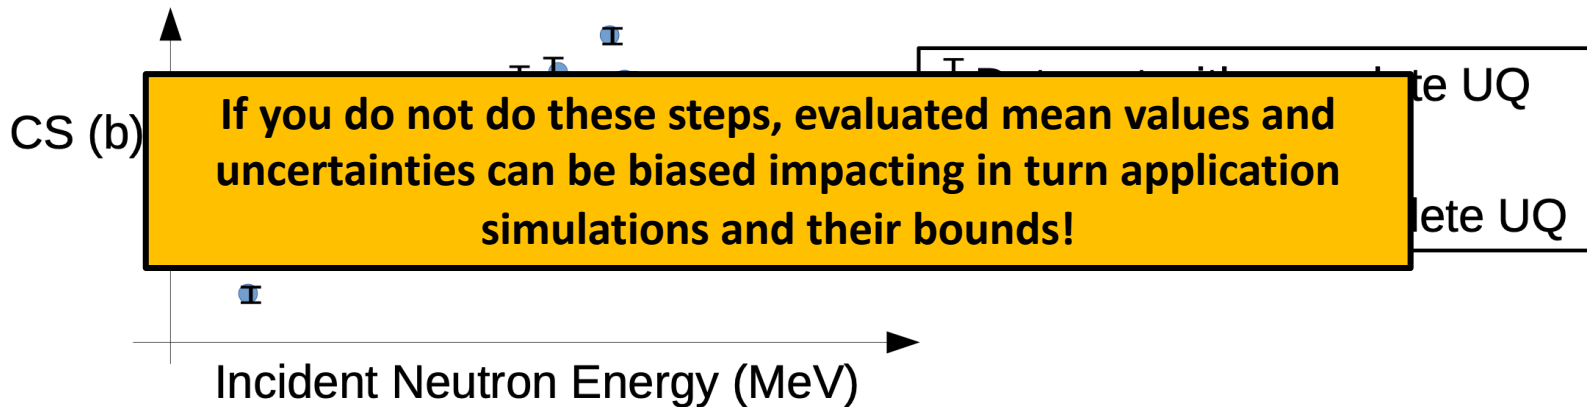 te UQ
CS (b)
If you do not do these steps, evaluated mean values and
uncertainties can be biased impacting in turn application
simulations and their bounds!
lete UQ
Incident Neutron Energy (MeV)